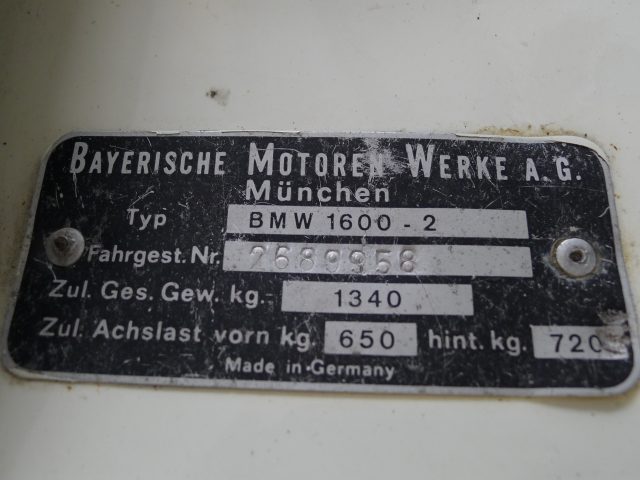 BAYERISCHE MOTOREN WERKE A.G.
München
Typ BMW 1600 - 2
Fahrgest. Nr. 2689958
Zul. Ges. Gew. kg. 1340
Zul. Achslast vorn kg. 650 hint. kg. 720
Made in Germany